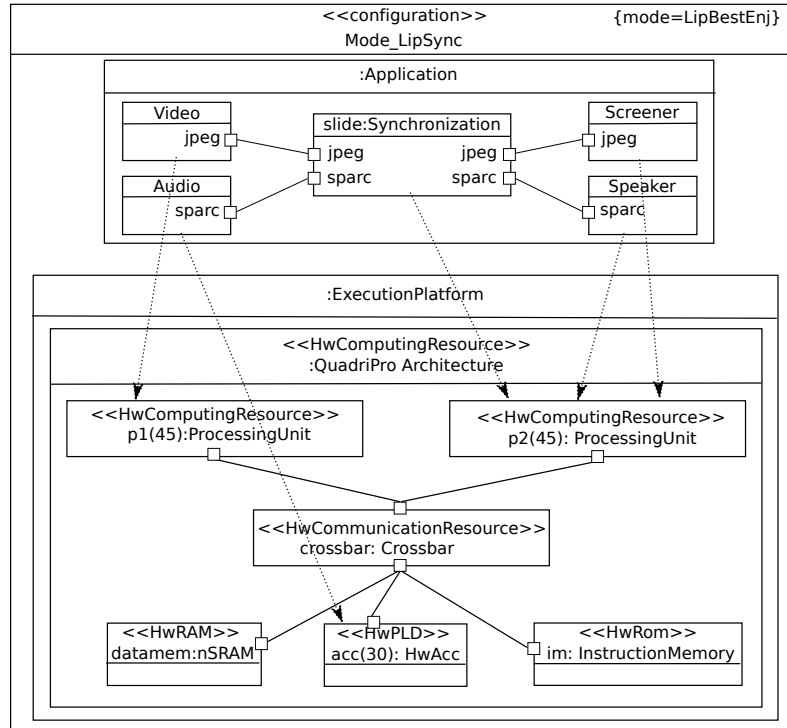 <<configuration>>
{mode=LipBestEnj}
Mode_LipSync
:Application
Video
jpeg
Audio
sparc
slide:Synchronization
jpeg
jpeg
sparc
sparc
Screener
jpeg
Speaker
sparc
:ExecutionPlatform
<<HwComputingResource>>
:QuadriPro Architecture
<<HwComputingResource>>
p1(45):ProcessingUnit
<<HwComputingResource>>
p2(45): ProcessingUnit
<<HwCommunicationResource>>
crossbar: Crossbar
<<HwRAM>>
datamem:nSRAM
<<HwPLD>>
acc(30): HwAcc
<<HwRom>>
im: InstructionMemory